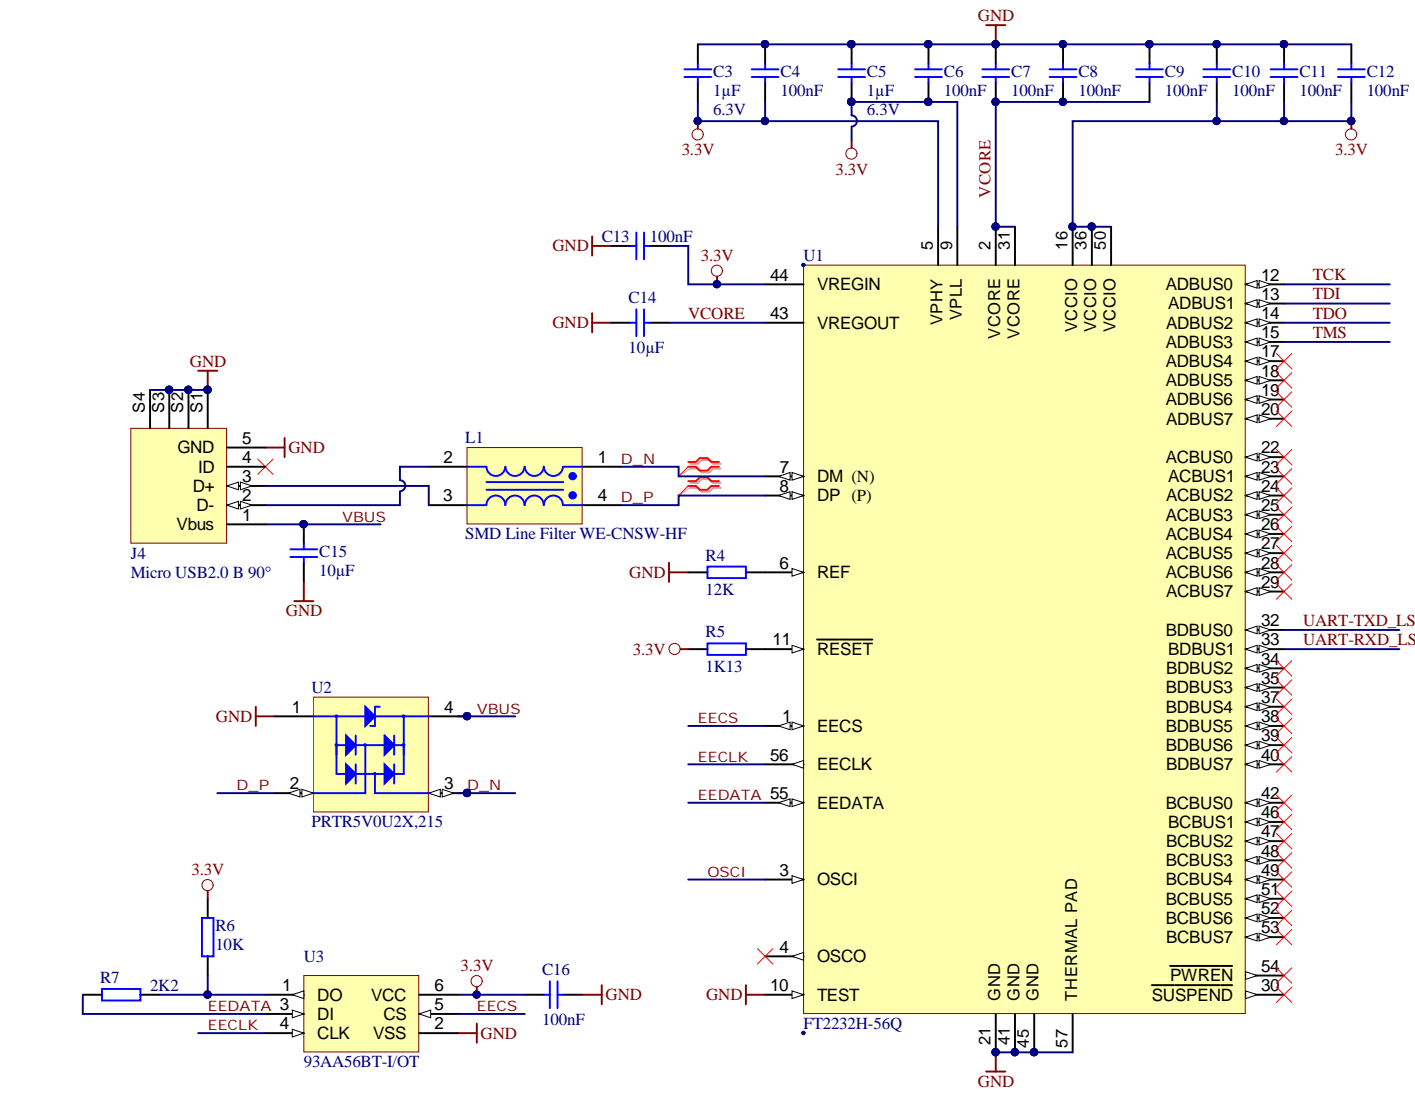 GND
C3 C4 C5 C6 C7 C8 C9 C10 C11 C12
1µF 100nF 1µF 100nF 100nF 100nF 100nF 100nF 100nF 100nF
6.3V 6.3V
3.3V 3.3V 3.3V
VCORE
GND C13 100nF
3.3V
C14
GND VCORE
10µF
U1
5 9 2 31 16 36 50
VPHY VPLL VCORE VCORE VCCIO VCCIO VCCIO
44 VREGIN
43 VREGOUT
7 DM (N)
8 DP (P)
6 REF
11 RESET
1 EECS
56 EECLK
55 EEDATA
3 OSCI
4 OSCO
10 TEST
ADBUS0 12 TCK
ADBUS1 13 TDI
ADBUS2 14 TDO
ADBUS3 15 TMS
ADBUS4 17
ADBUS5 18
ADBUS6 19
ADBUS7 20
ACBUS0 22
ACBUS1 23
ACBUS2 24
ACBUS3 25
ACBUS4 26
ACBUS5 27
ACBUS6 28
ACBUS7 29
BDBUS0 32 UART-TXD_LS
BDBUS1 33 UART-RXD_LS
BDBUS2 34
BDBUS3 35
BDBUS4 37
BDBUS5 38
BDBUS6 39
BDBUS7 40
BCBUS0 42
BCBUS1 46
BCBUS2 47
BCBUS3 48
BCBUS4 49
BCBUS5 51
BCBUS6 52
BCBUS7 53
PWREN 54
SUSPEND 30
GND GND GND THERMAL PAD
21 41 45 57
FT2232H-56Q
GND
GND
S4 S3 S2 S1
GND 5 GND
ID 4
D+ 3
D- 2
Vbus 1 VBUS
J4
Micro USB2.0 B 90°
C15
10µF
GND
L1
2 1 D_N
3 4 D_P
SMD Line Filter WE-CNSW-HF
R4
GND
12K
R5
3.3V
1K13
EECS
EECLK
EEDATA
OSCI
GND
U2
GND 1 4 VBUS
D_P 2 3 D_N
PRTR5V0U2X,215
3.3V
R6
10K
R7 2K2
U3
3.3V
C16
1 DO VCC 6 GND
100nF
EEDATA 3 DI CS 5 EECS
EECLK 4 CLK VSS 2 GND
93AA56BT-I/OT